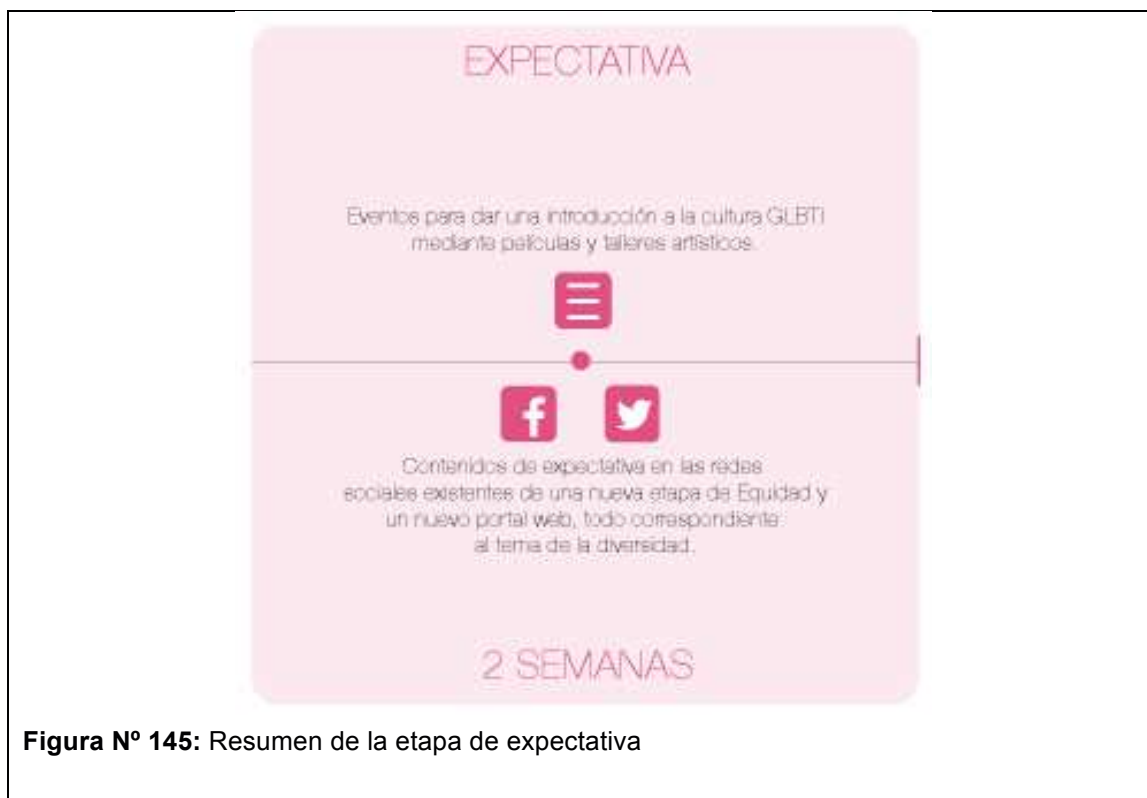 EXPECTATIVA
Eventos para dar una introducción a la cultura GLBTI
mediante películas y talleres artísticos.
Contenidos de expectativa en las redes
sociales existentes de una nueva etapa de Equidad y
un nuevo portal web, todo correspondiente
al tema de la diversidad.
2 SEMANAS
Figura Nº 145: Resumen de la etapa de expectativa